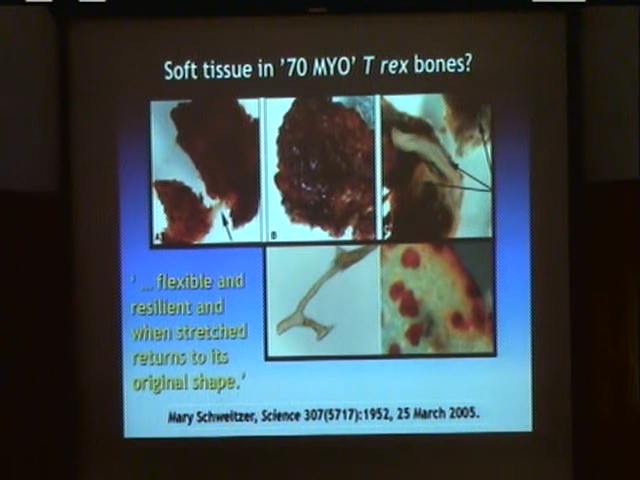 Soft tissue in '70 MYO' T rex bones?
A
B
C
' ... flexible and
resilient and
when stretched
returns to its
original shape.'
Mary Schweitzer, Science 307(5717):1952, 25 March 2005.